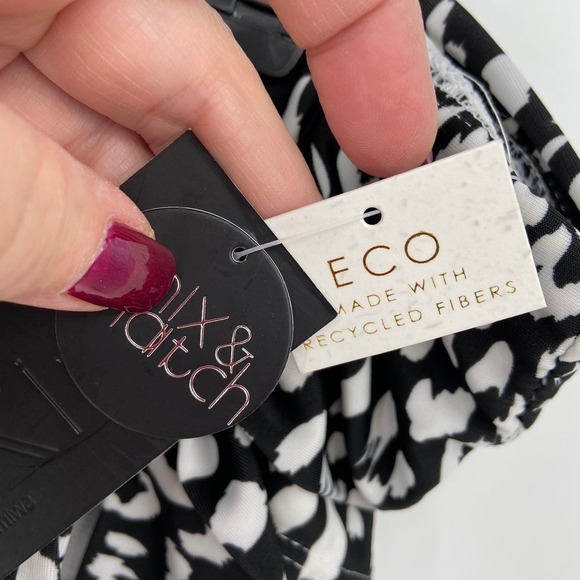 ECO
MADE WITH
RECYCLED FIBERS
mix &
match